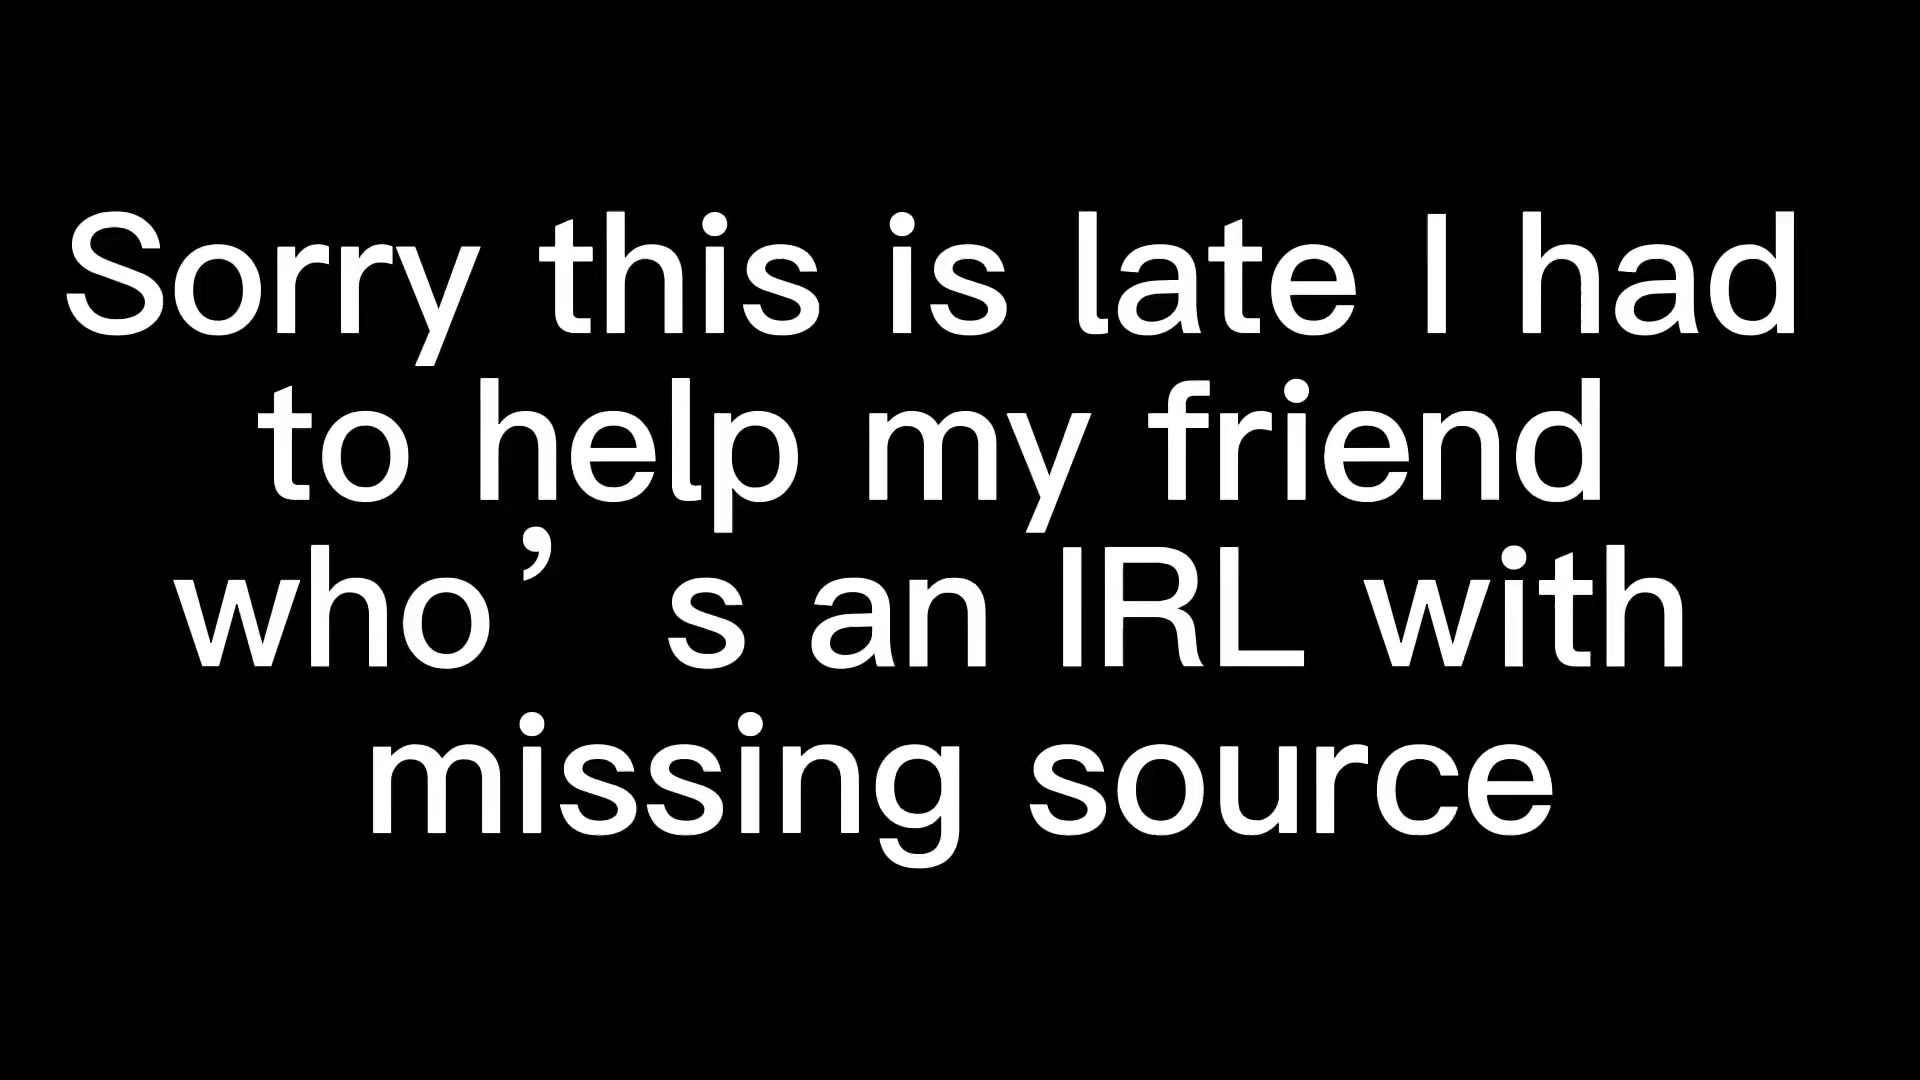 Sorry this is late I had
to help my friend
who’s an IRL with
missing source